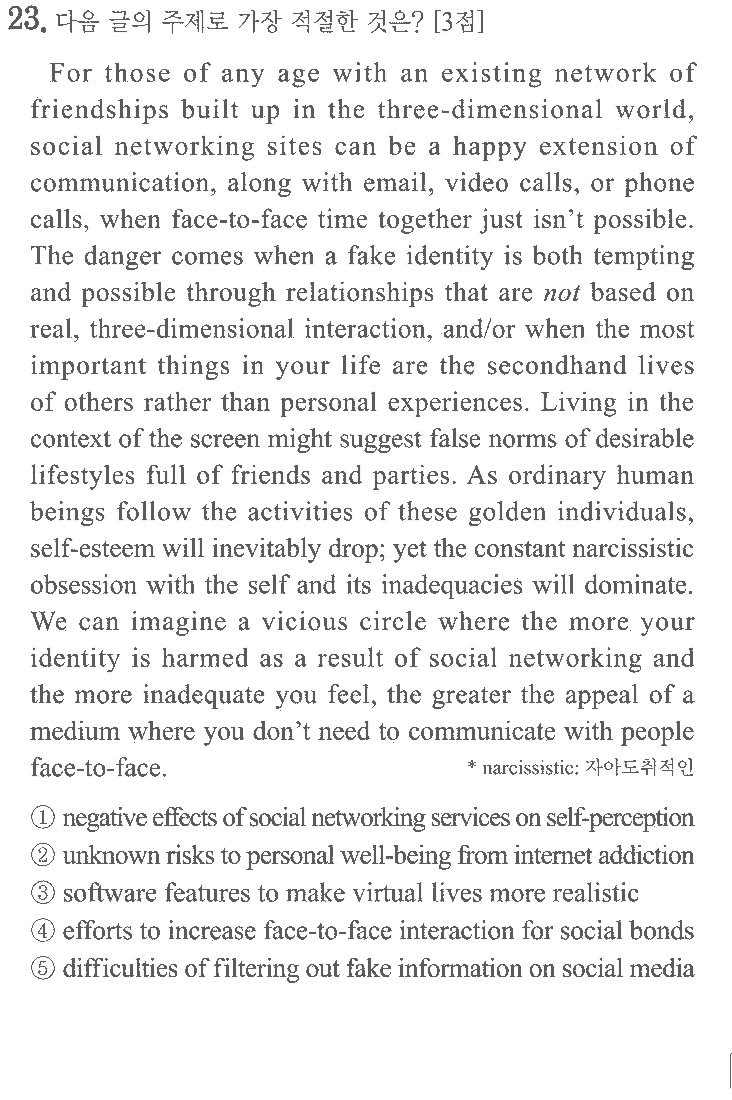 23. 다음 글의 주제로 가장 적절한 것은? [3점]
For those of any age with an existing network of
friendships built up in the three-dimensional world,
social networking sites can be a happy extension of
communication, along with email, video calls, or phone
calls, when face-to-face time together just isn't possible.
The danger comes when a fake identity is both tempting
and possible through relationships that are not based on
real, three-dimensional interaction, and/or when the most
important things in your life are the secondhand lives
of others rather than personal experiences. Living in the
context of the screen might suggest false norms of desirable
lifestyles full of friends and parties. As ordinary human
beings follow the activities of these golden individuals,
self-esteem will inevitably drop; yet the constant narcissistic
obsession with the self and its inadequacies will dominate.
We can imagine a vicious circle where the more your
identity is harmed as a result of social networking and
the more inadequate you feel, the greater the appeal of a
medium where you don't need to communicate with people
face-to-face. * narcissistic: 자아도취적인
① negative effects of social networking services on self-perception
② unknown risks to personal well-being from internet addiction
③ software features to make virtual lives more realistic
④ efforts to increase face-to-face interaction for social bonds
⑤ difficulties of filtering out fake information on social media